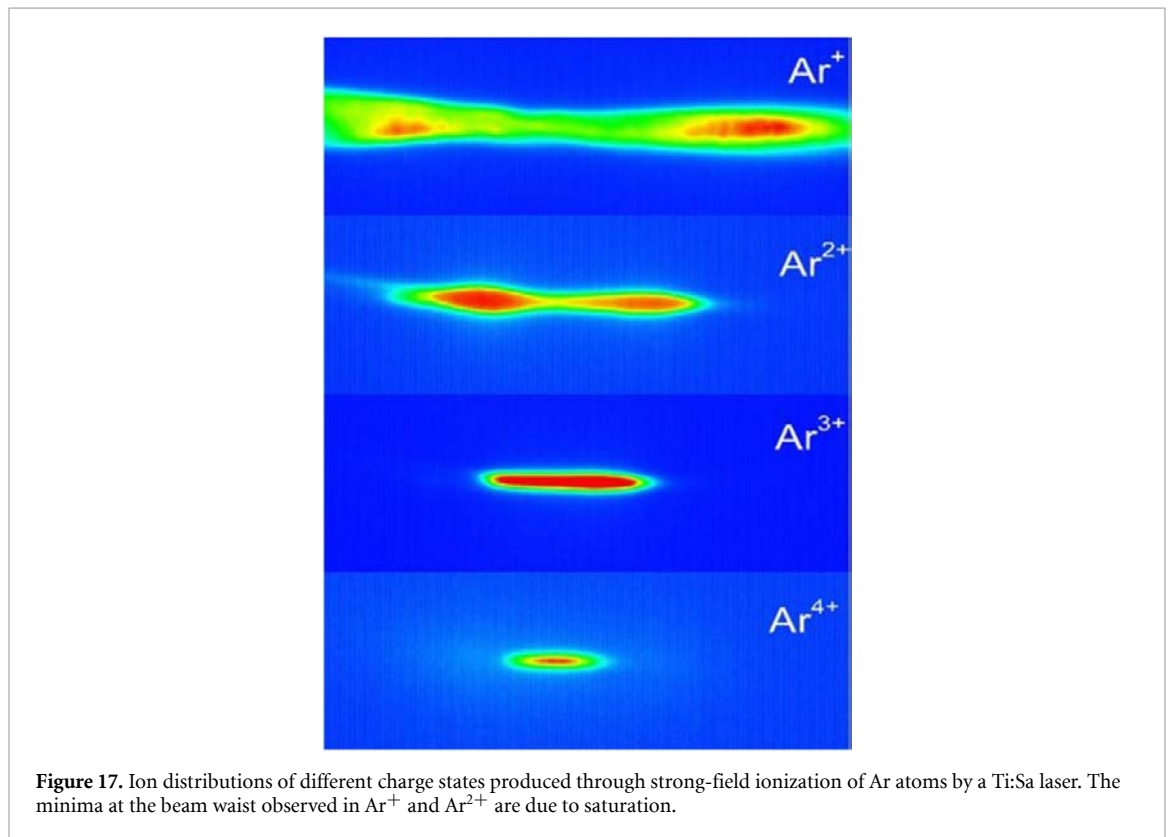 Ar⁺
Ar²⁺
Ar³⁺
Ar⁴⁺
Figure 17. Ion distributions of different charge states produced through strong-field ionization of Ar atoms by a Ti:Sa laser. The
minima at the beam waist observed in Ar⁺ and Ar²⁺ are due to saturation.